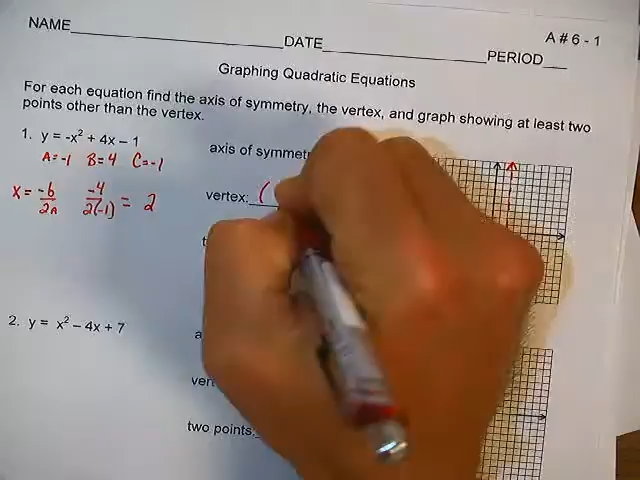 NAME DATE PERIOD A # 6 - 1
Graphing Quadratic Equations
For each equation find the axis of symmetry, the vertex, and graph showing at least two
points other than the vertex.
1. y = -x² + 4x – 1
A=-1 B=4 C=-1
axis of symmet
x = -b/2A -4/2(-1) = 2
vertex: (
t
2. y = x² – 4x + 7
a
ver
two points: